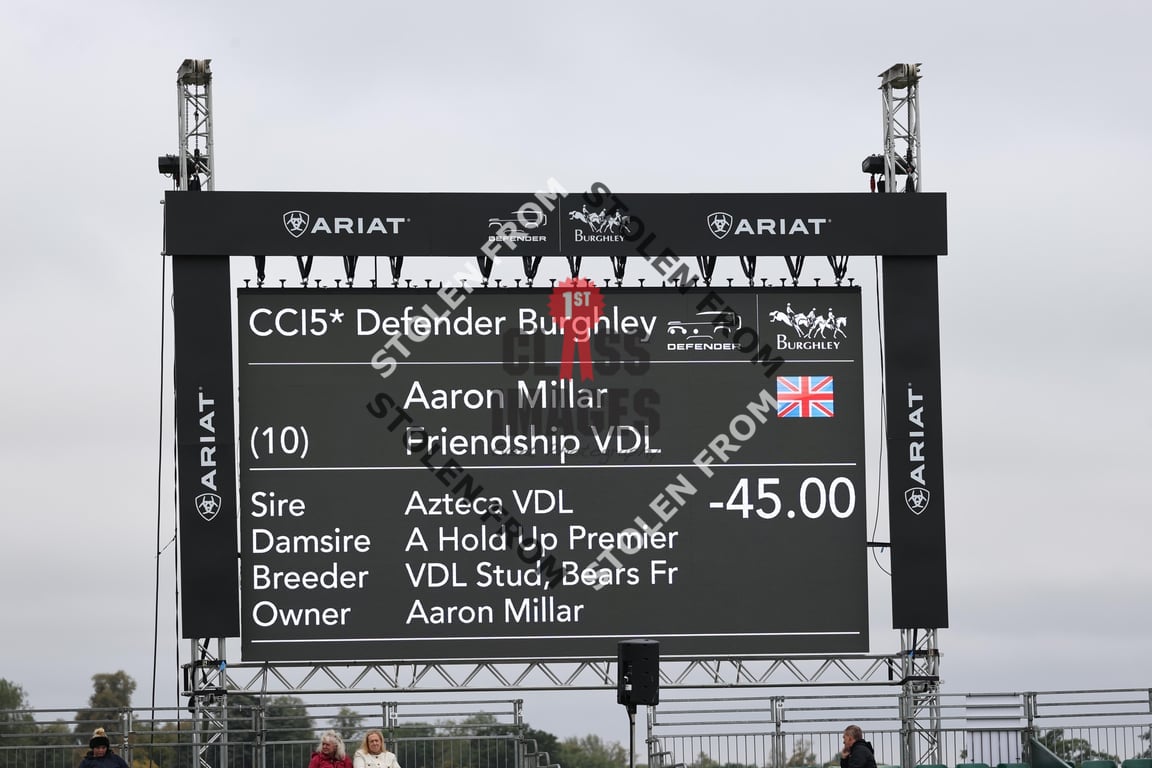 ARIAT
DEFENDER
BURGHLEY
ARIAT
CCI5* Defender Burghley
DEFENDER
BURGHLEY
Aaron Millar
(10) Friendship VDL
-45.00
Sire Azteca VDL
Damsire A Hold Up Premier
Breeder VDL Stud, Bears Fr
Owner Aaron Millar
ARIAT
ARIAT
STOLEN FROM
STOLEN FROM
STOLEN FROM
STOLEN FROM
1ST
CLASS
IMAGES